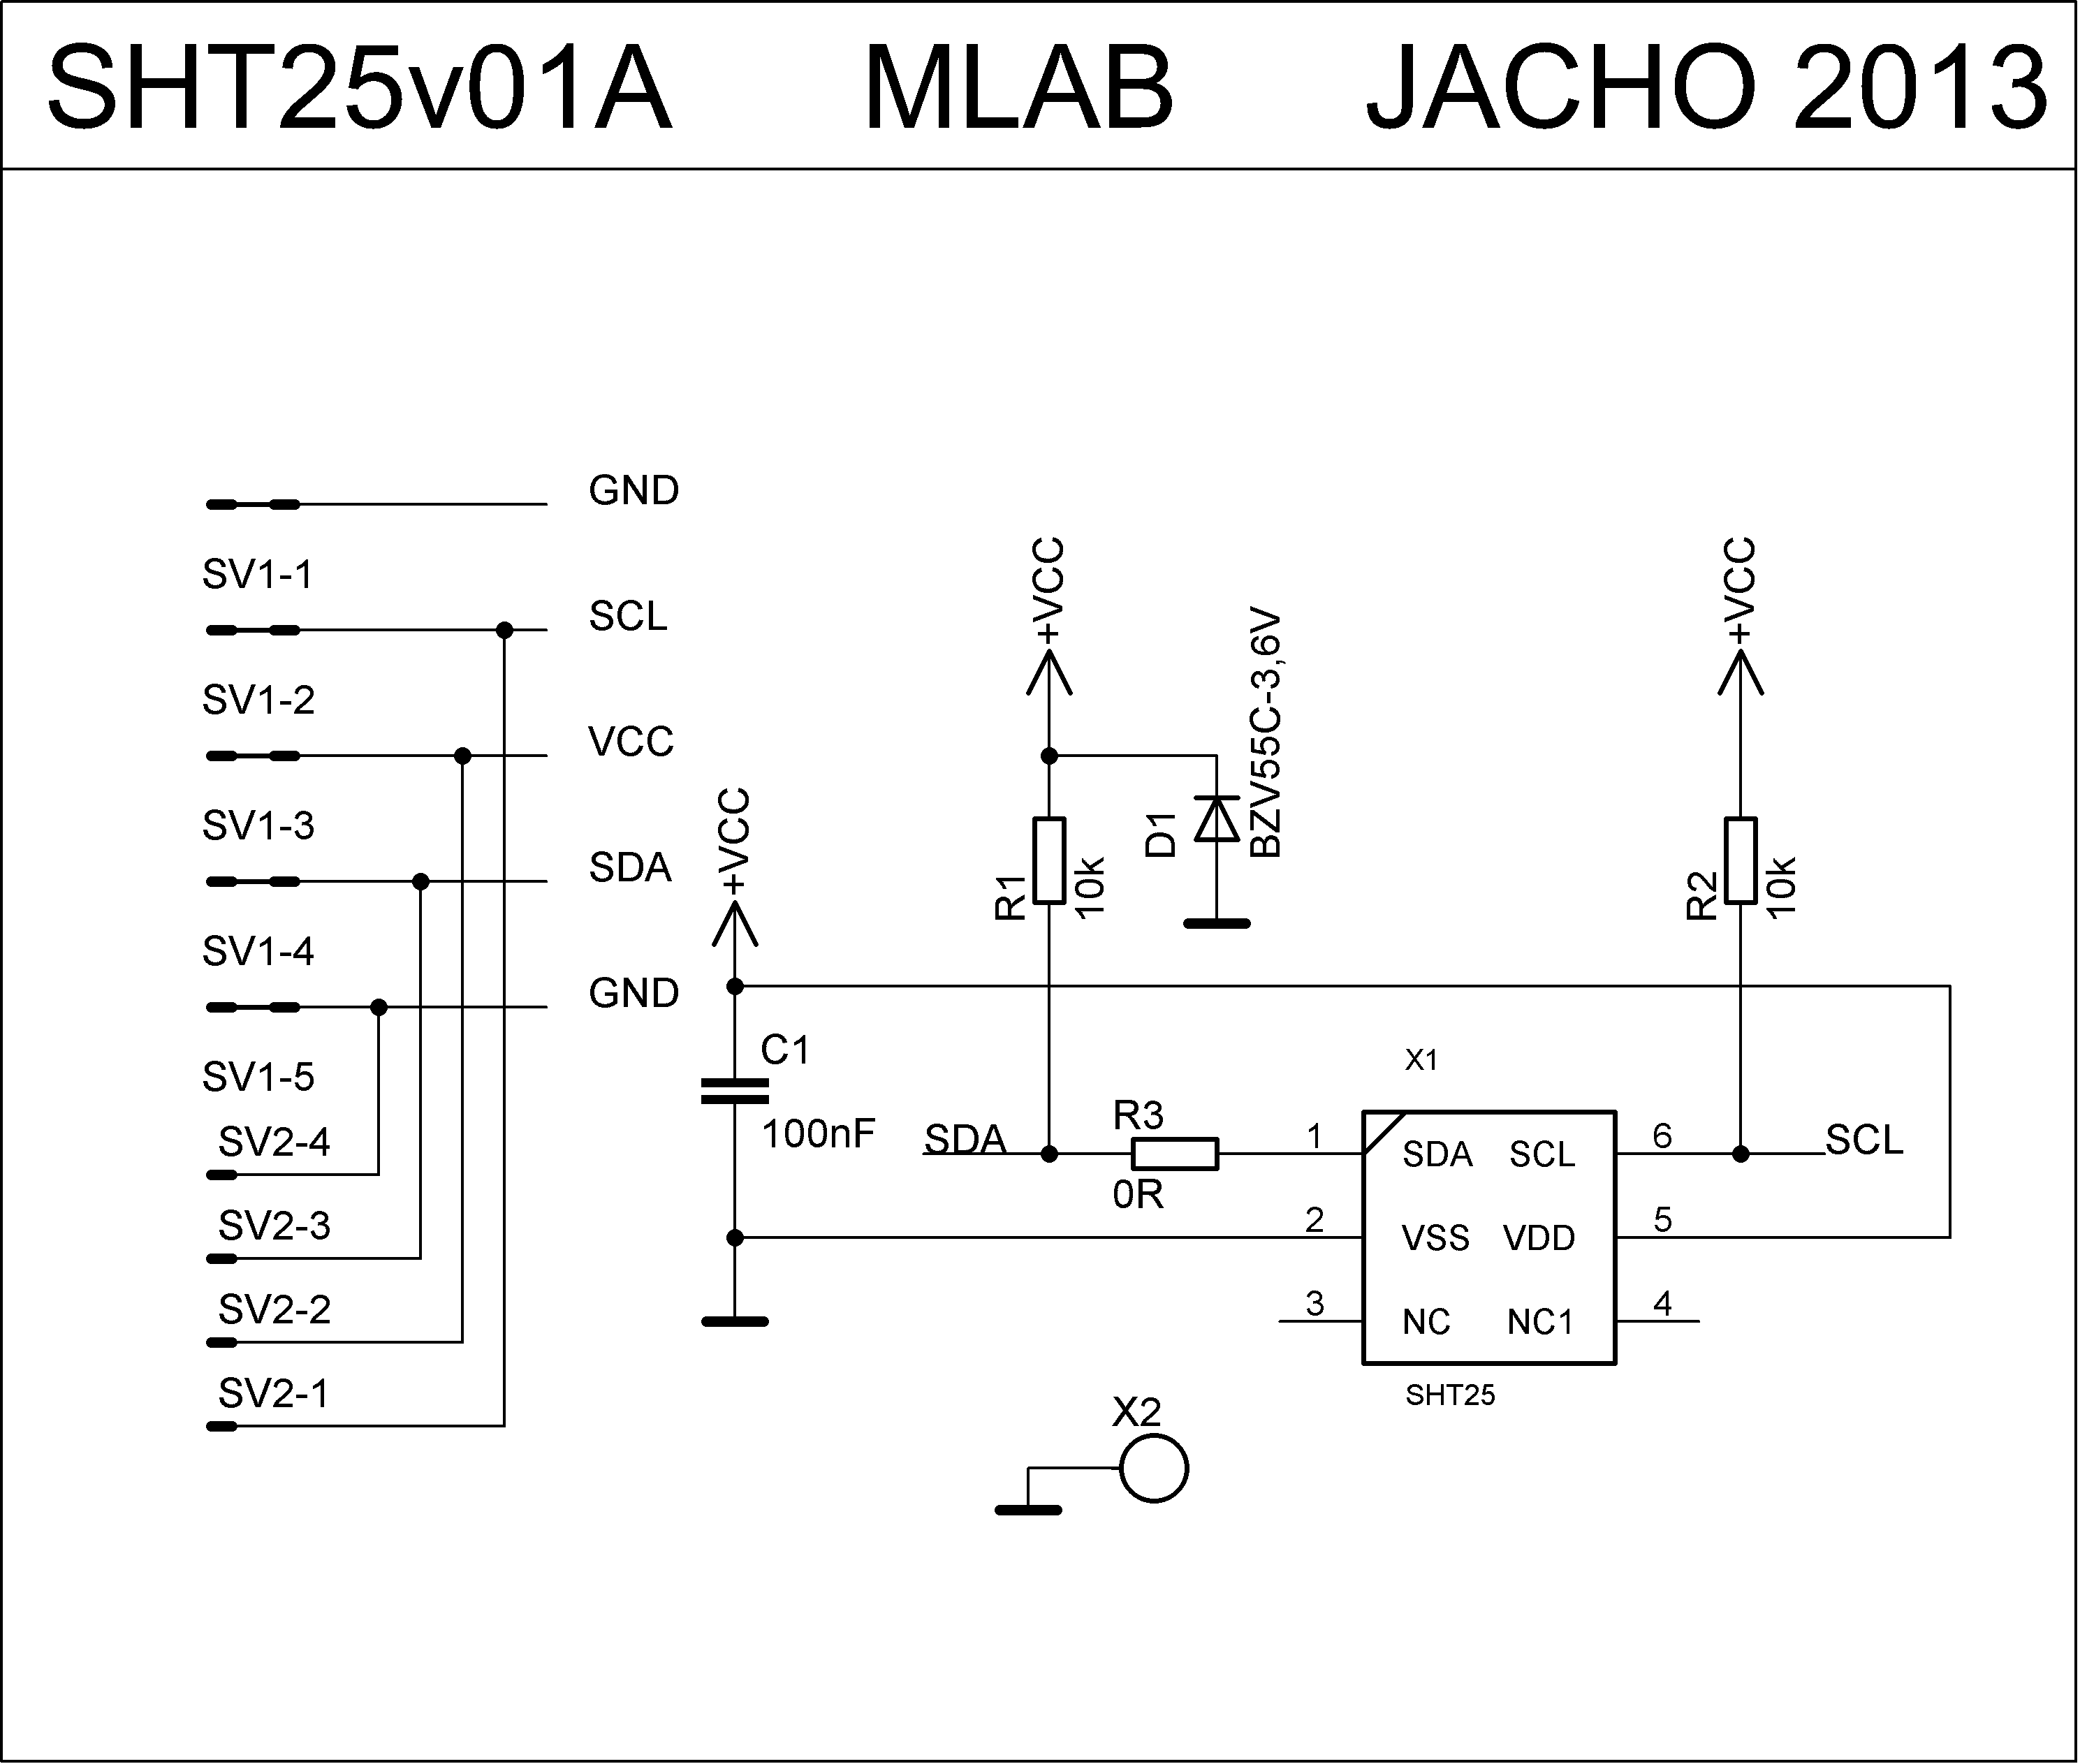 SHT25v01A MLAB JACHO 2013
GND
SV1-1
SCL
SV1-2
VCC
SV1-3
SDA
SV1-4
GND
SV1-5
SV2-4
SV2-3
SV2-2
SV2-1
+VCC
C1
100nF
+VCC
R1
10k
D1
BZV55C-3,6V
+VCC
R2
10k
SDA
R3
0R
X1
1 SDA SCL 6
SCL
2 VSS VDD 5
3 NC NC1 4
SHT25
X2